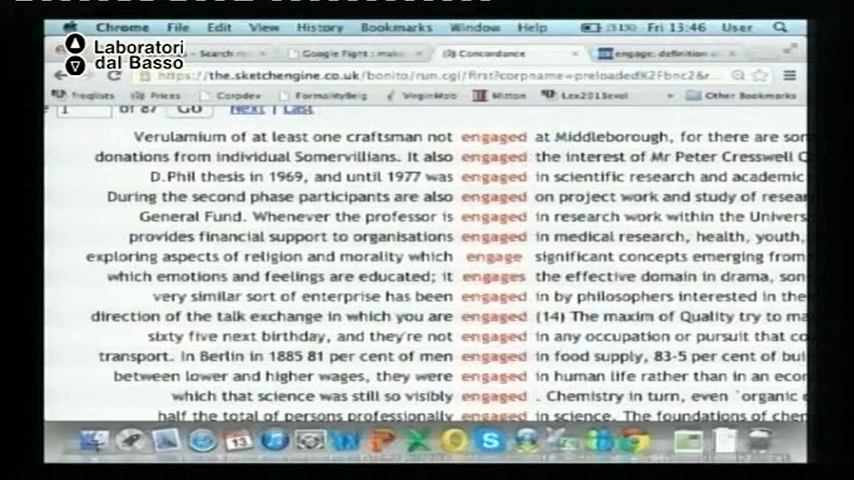 Chrome File Edit View History Bookmarks Window Help Fri 13:46 User
Laboratori
dal Basso
Search Google Fight : make Concordance engage: definition
https://the.sketchengine.co.uk/bonito/run.cgi/first?corpname=preloaded%2Fbnc2&r...
freqlists Prices Corpdev FormalityBerg VirginMob Mitton Lex2013eval » Other Bookmarks
1 of 87 GO Next | Last
Verulamium of at least one craftsman not engaged at Middleborough, for there are som
donations from individual Somervillians. It also engaged the interest of Mr Peter Cresswell
D.Phil thesis in 1969, and until 1977 was engaged in scientific research and academic
During the second phase participants are also engaged on project work and study of resear
General Fund. Whenever the professor is engaged in research work within the Univers
provides financial support to organisations engaged in medical research, health, youth,
exploring aspects of religion and morality which engage significant concepts emerging from
which emotions and feelings are educated; it engages the effective domain in drama, son
very similar sort of enterprise has been engaged in by philosophers interested in the
direction of the talk exchange in which you are engaged (14) The maxim of Quality try to ma
sixty five next birthday, and they're not engaged in any occupation or pursuit that co
transport. In Berlin in 1885 81 per cent of men engaged in food supply, 83-5 per cent of bui
between lower and higher wages, they were engaged in human life rather than in an econ
which that science was still so visibly engaged . Chemistry in turn, even `organic
half the total of persons professionally engaged in science. The foundations of chem
13